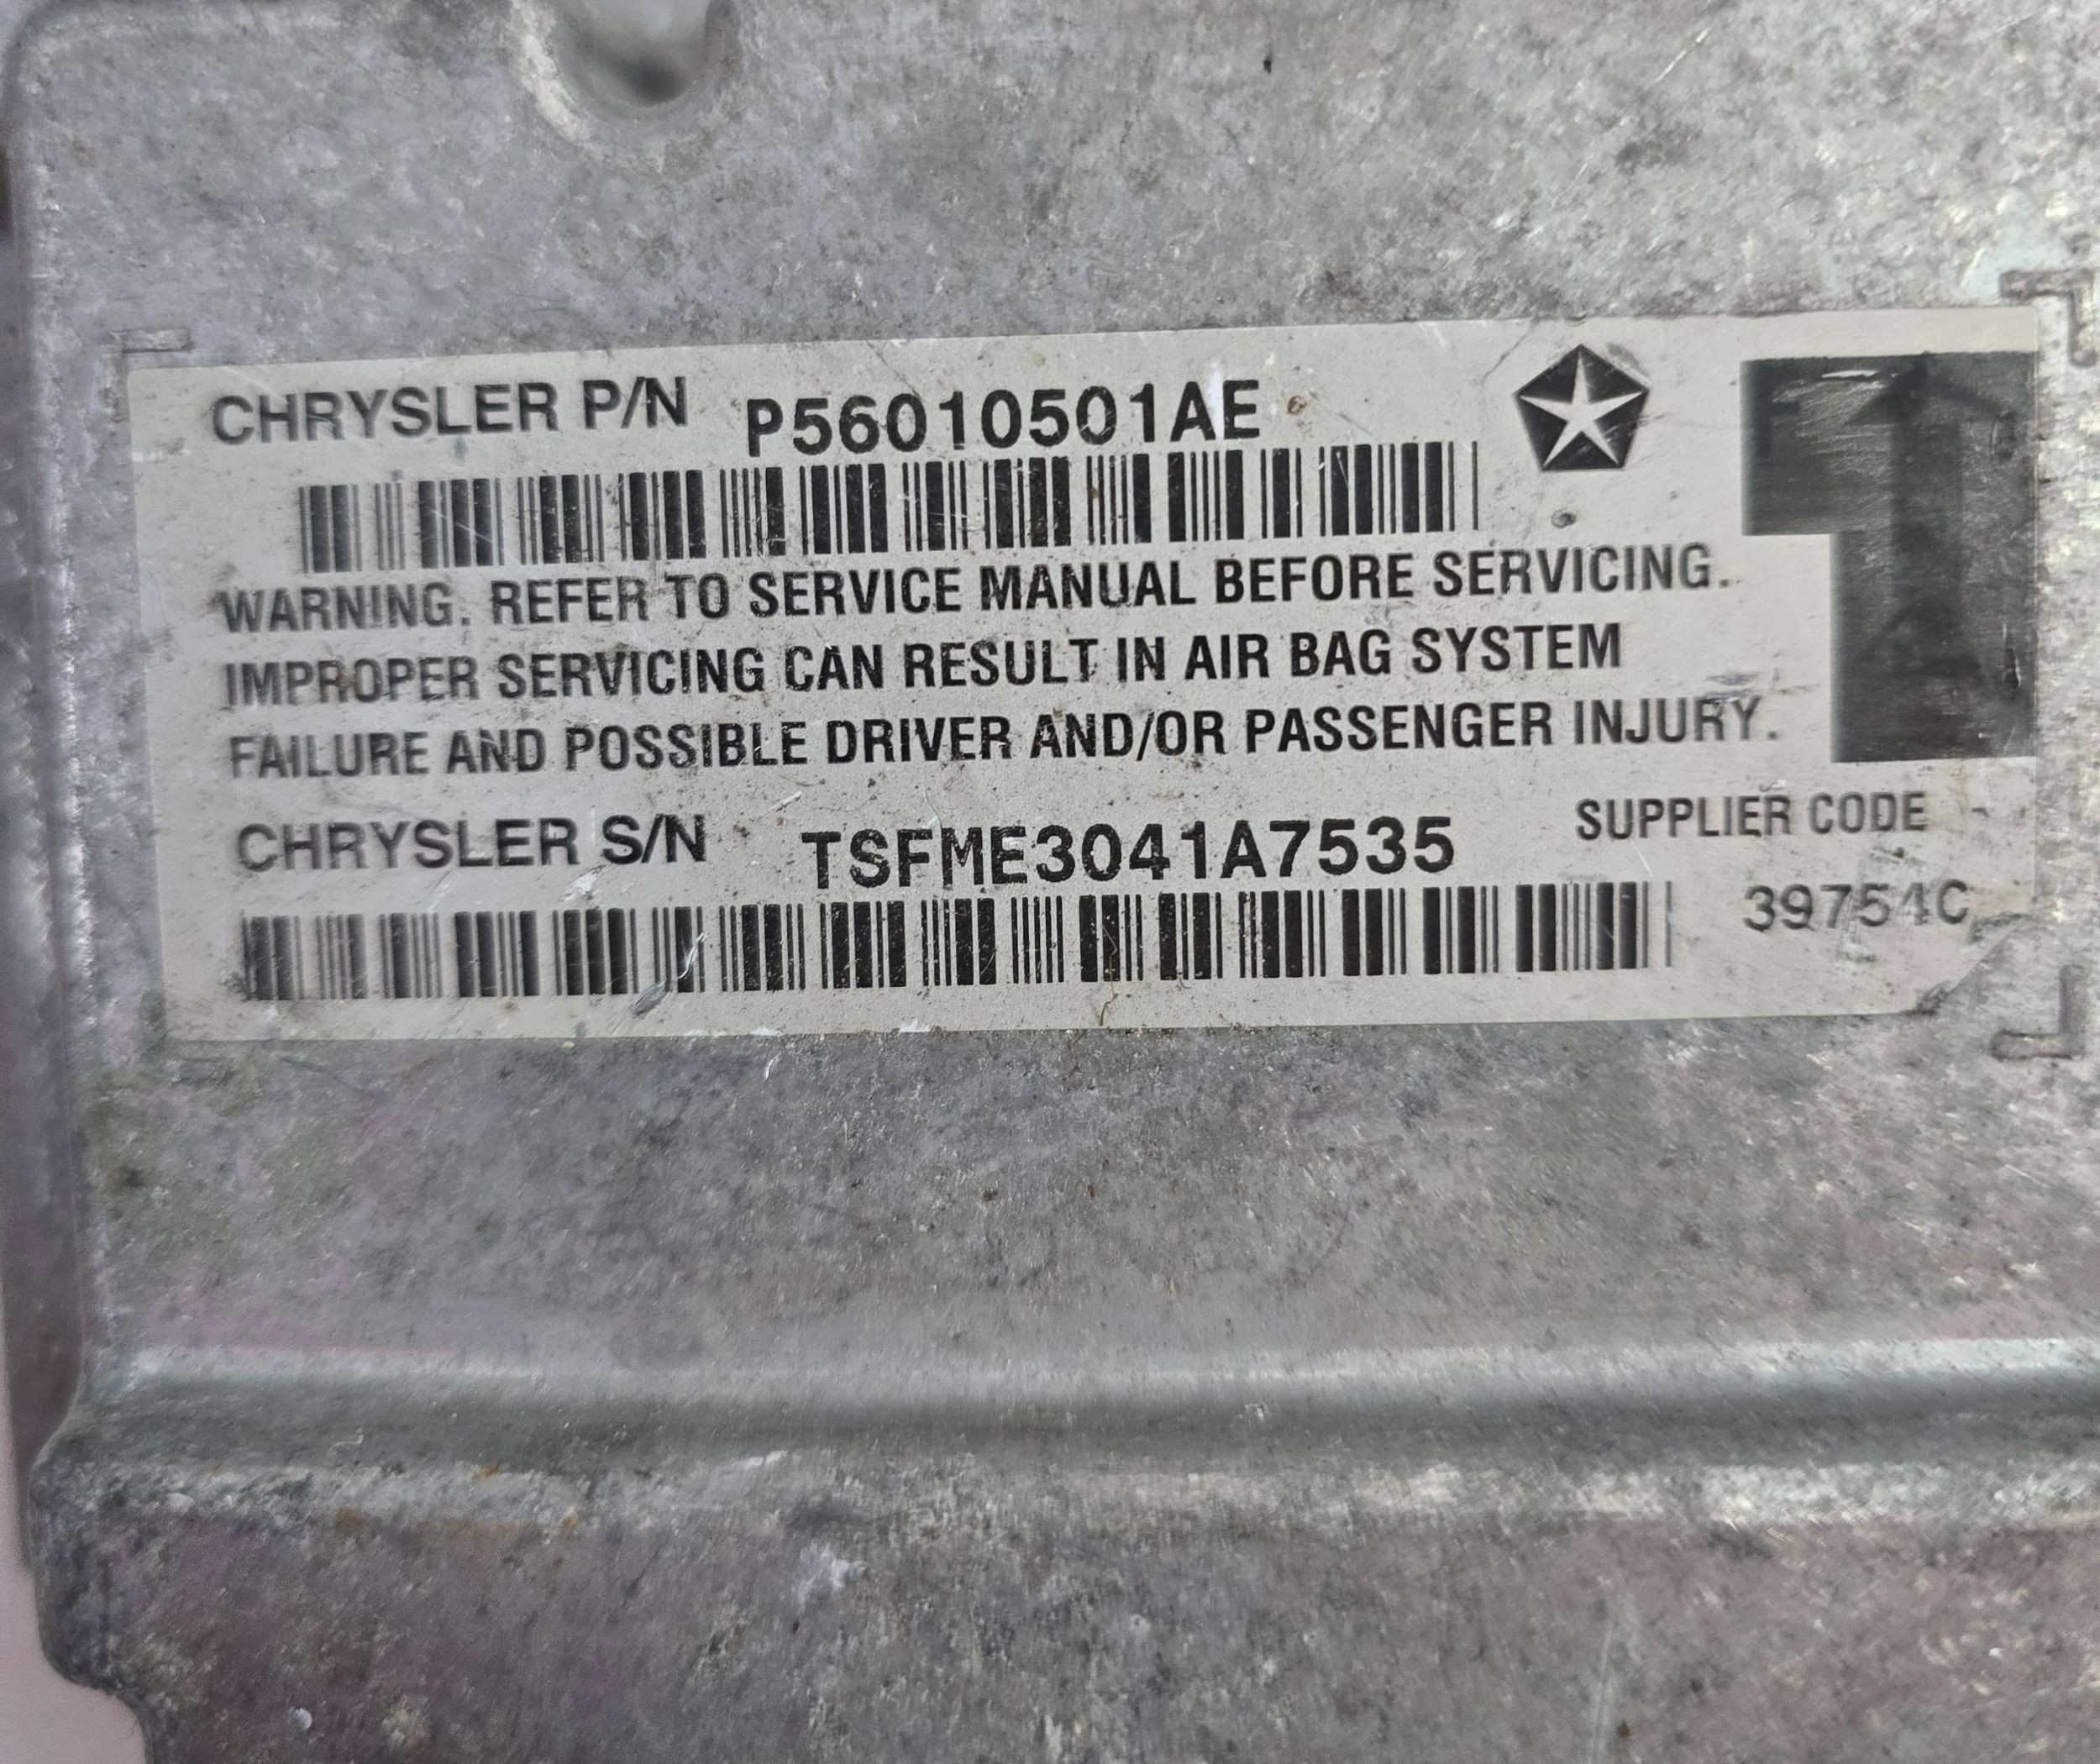 CHRYSLER P/N P56010501AE
WARNING. REFER TO SERVICE MANUAL BEFORE SERVICING.
IMPROPER SERVICING CAN RESULT IN AIR BAG SYSTEM
FAILURE AND POSSIBLE DRIVER AND/OR PASSENGER INJURY.
CHRYSLER S/N TSFME3041A7535 SUPPLIER CODE
39754C